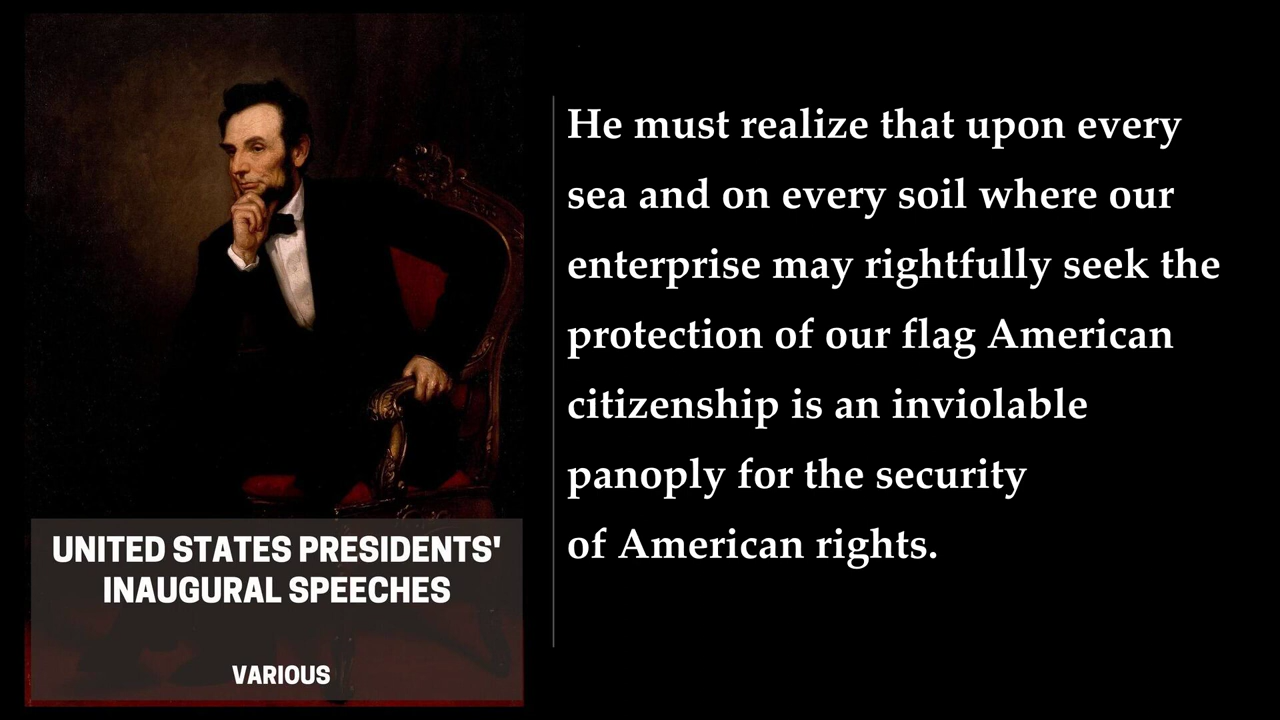 He must realize that upon every
sea and on every soil where our
enterprise may rightfully seek the
protection of our flag American
citizenship is an inviolable
panoply for the security
of American rights.
UNITED STATES PRESIDENTS'
INAUGURAL SPEECHES
VARIOUS